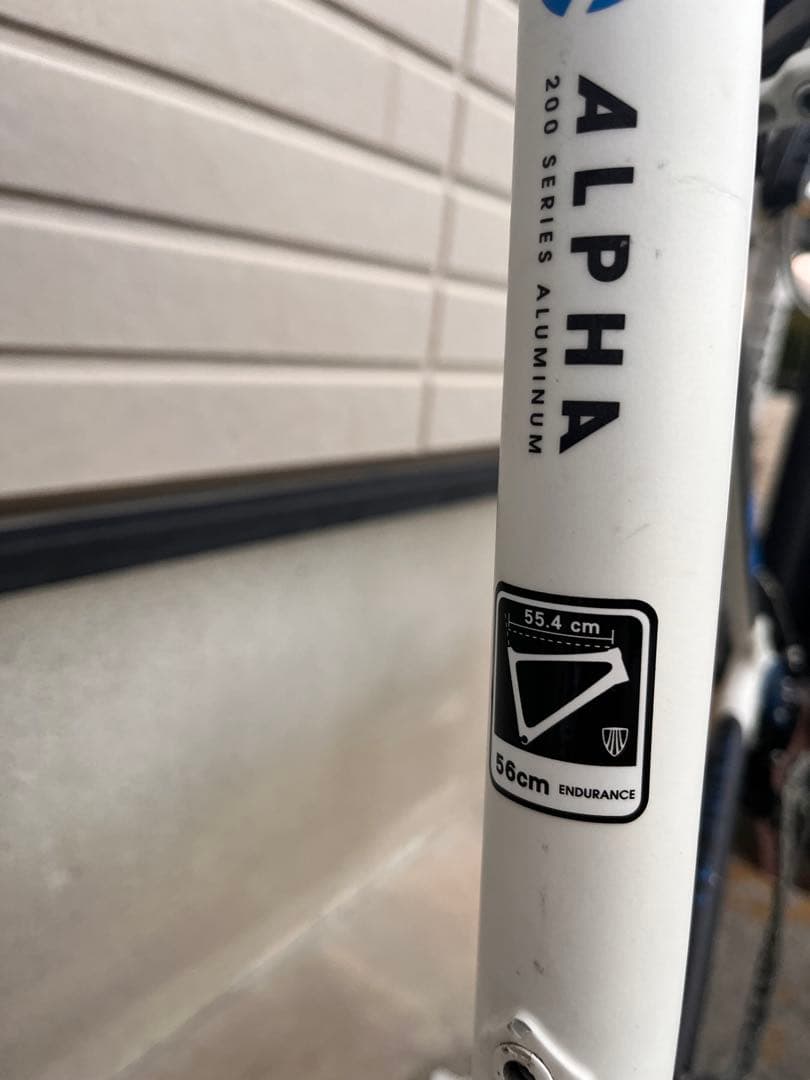 ALPHA
200 SERIES ALUMINUM
55.4 cm
56cm ENDURANCE